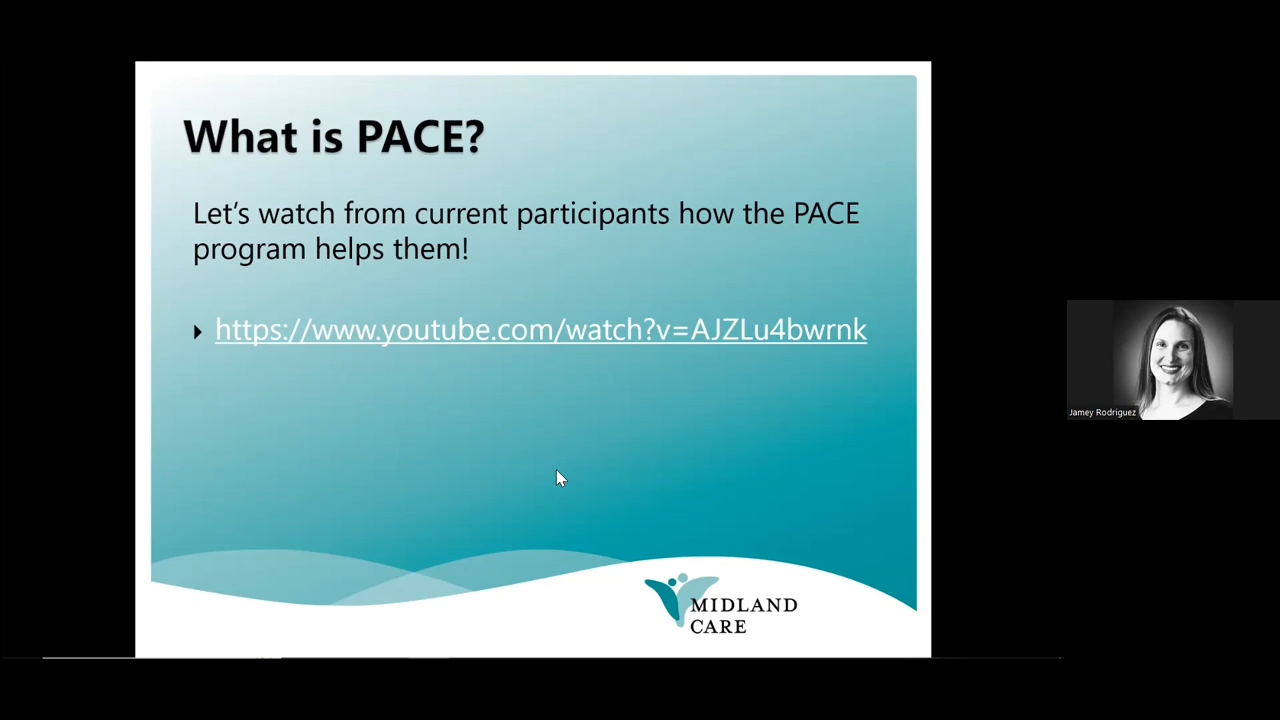 What is PACE?
Let's watch from current participants how the PACE
program helps them!
https://www.youtube.com/watch?v=AJZLu4bwrnk
MIDLAND
CARE
Jamey Rodriguez